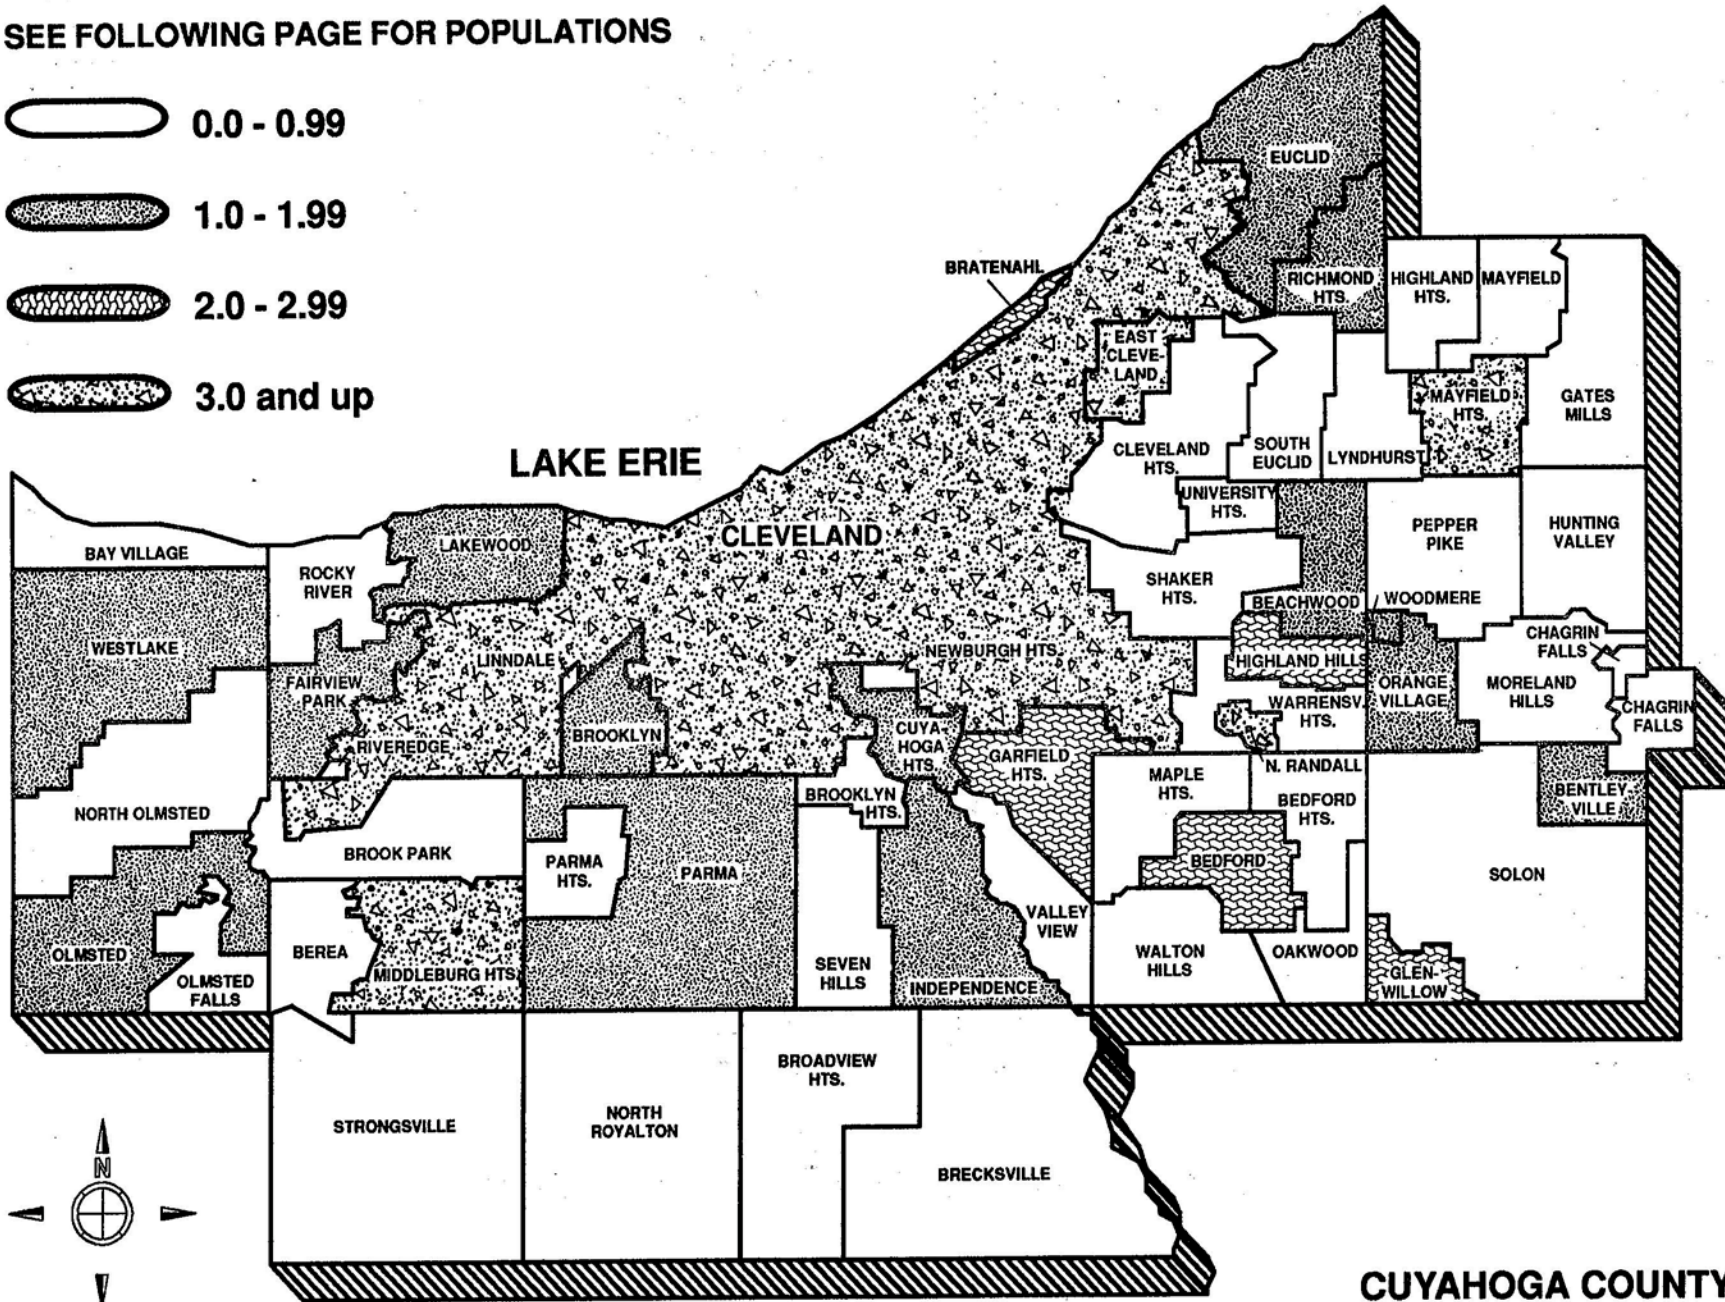 SEE FOLLOWING PAGE FOR POPULATIONS
0.0 - 0.99
1.0 - 1.99
2.0 - 2.99
3.0 and up
LAKE ERIE
EUCLID
BRATENAHL
RICHMOND
HTS.
HIGHLAND
HTS.
MAYFIELD
EAST
CLEVE-
LAND
MAYFIELD
HTS.
GATES
MILLS
CLEVELAND
HTS.
SOUTH
EUCLID
LYNDHURST
UNIVERSITY
HTS.
CLEVELAND
PEPPER
PIKE
HUNTING
VALLEY
BAY VILLAGE
ROCKY
RIVER
LAKEWOOD
SHAKER
HTS.
BEACHWOOD
WOODMERE
WESTLAKE
FAIRVIEW
PARK
LINNDALE
NEWBURGH HTS.
HIGHLAND HILLS
ORANGE
VILLAGE
CHAGRIN
FALLS
MORELAND
HILLS
CHAGRIN
FALLS
WARRENSV.
HTS.
RIVEREDGE
BROOKLYN
CUYA-
HOGA
HTS.
GARFIELD
HTS.
N. RANDALL
MAPLE
HTS.
BEDFORD
HTS.
BENTLEY-
VILLE
NORTH OLMSTED
BROOKLYN
HTS.
BROOK PARK
PARMA
HTS.
PARMA
BEDFORD
SOLON
OLMSTED
OLMSTED
FALLS
BEREA
MIDDLEBURG HTS.
SEVEN
HILLS
INDEPENDENCE
VALLEY
VIEW
WALTON
HILLS
OAKWOOD
GLEN-
WILLOW
STRONGSVILLE
NORTH
ROYALTON
BROADVIEW
HTS.
BRECKSVILLE
N
CUYAHOGA COUNTY